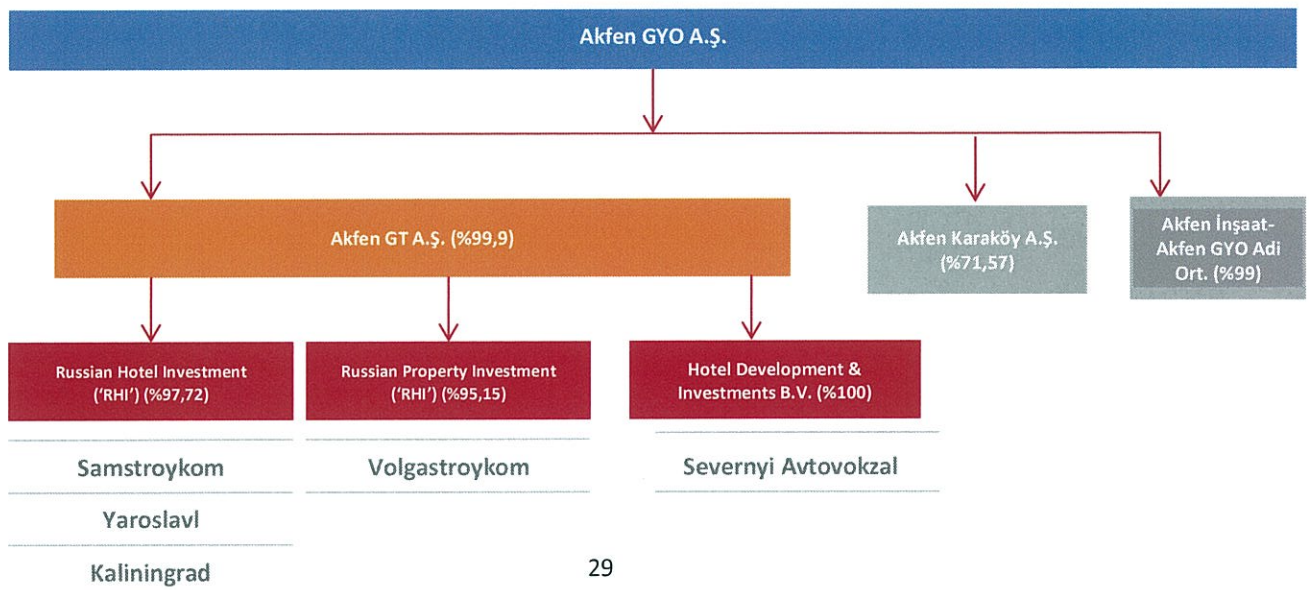 Akfen GYO A.Ş.
Akfen GT A.Ş. (%99,9)
Akfen Karaköy A.Ş.
(%71,57)
Akfen İnşaat-
Akfen GYO Adi
Ort. (%99)
Russian Hotel Investment
('RHI') (%97,72)
Russian Property Investment
('RHI') (%95,15)
Hotel Development &
Investments B.V. (%100)
Samstroykom
Yaroslavl
Kaliningrad
Volgastroykom
Severnyi Avtovokzal
29